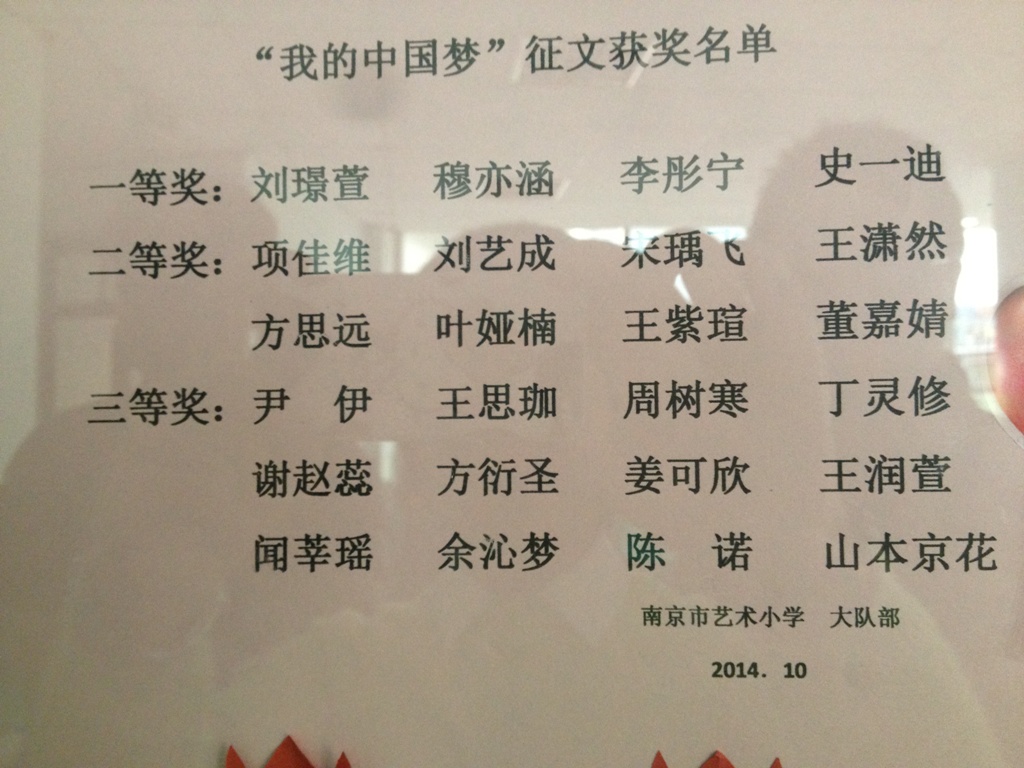 “我的中国梦”征文获奖名单
一等奖：刘璟萱 穆亦涵 李彤宁 史一迪
二等奖：项佳维 刘艺成 宋瑀飞 王潇然
方思远 叶娅楠 王紫瑄 董嘉婧
三等奖：尹 伊 王思珈 周树寒 丁灵修
谢赵蕊 方衍圣 姜可欣 王润萱
闻莘瑶 余沁梦 陈 诺 山本京花
南京市艺术小学 大队部
2014. 10